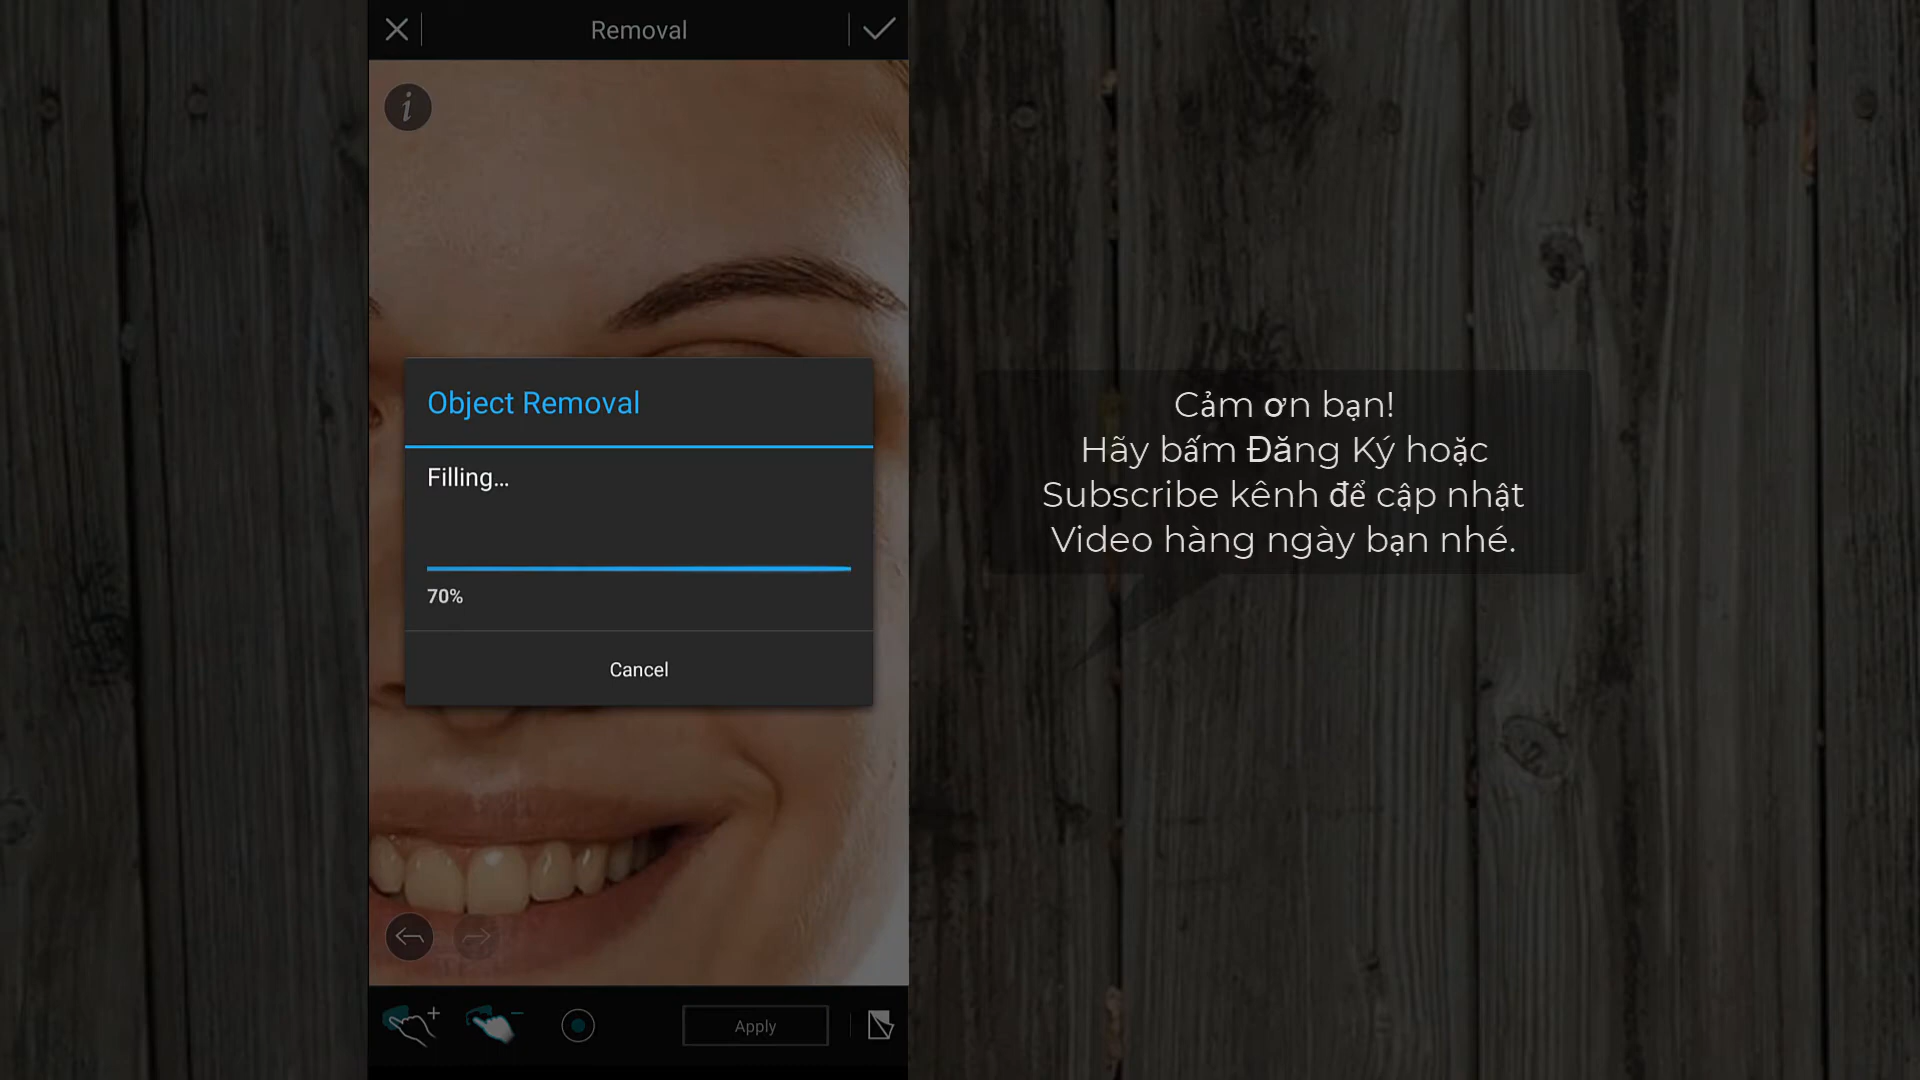 Removal
i
Object Removal
Filling...
70%
Cancel
Apply
Cảm ơn bạn!
Hãy bấm Đăng Ký hoặc
Subscribe kênh để cập nhật
Video hàng ngày bạn nhé.